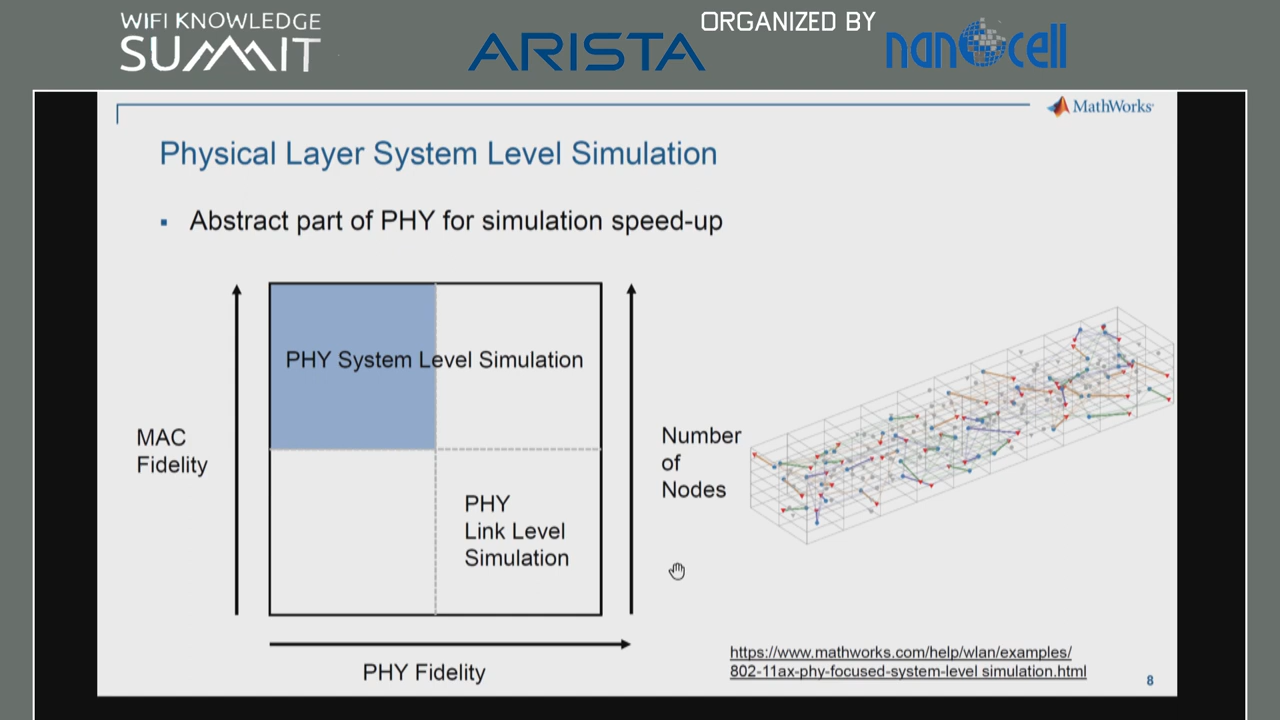 WIFI KNOWLEDGE
SUMMIT
ARISTA
ORGANIZED BY
nanocell
MathWorks
Physical Layer System Level Simulation
Abstract part of PHY for simulation speed-up
PHY System Level Simulation
MAC
Fidelity
Number
of
Nodes
PHY
Link Level
Simulation
PHY Fidelity
https://www.mathworks.com/help/wlan/examples/
802-11ax-phy-focused-system-level simulation.html
8